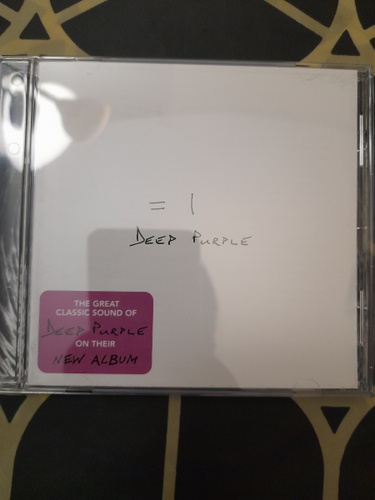 = 1
DEEP PURPLE
THE GREAT
CLASSIC SOUND OF
DEEP PURPLE
ON THEIR
NEW ALBUM